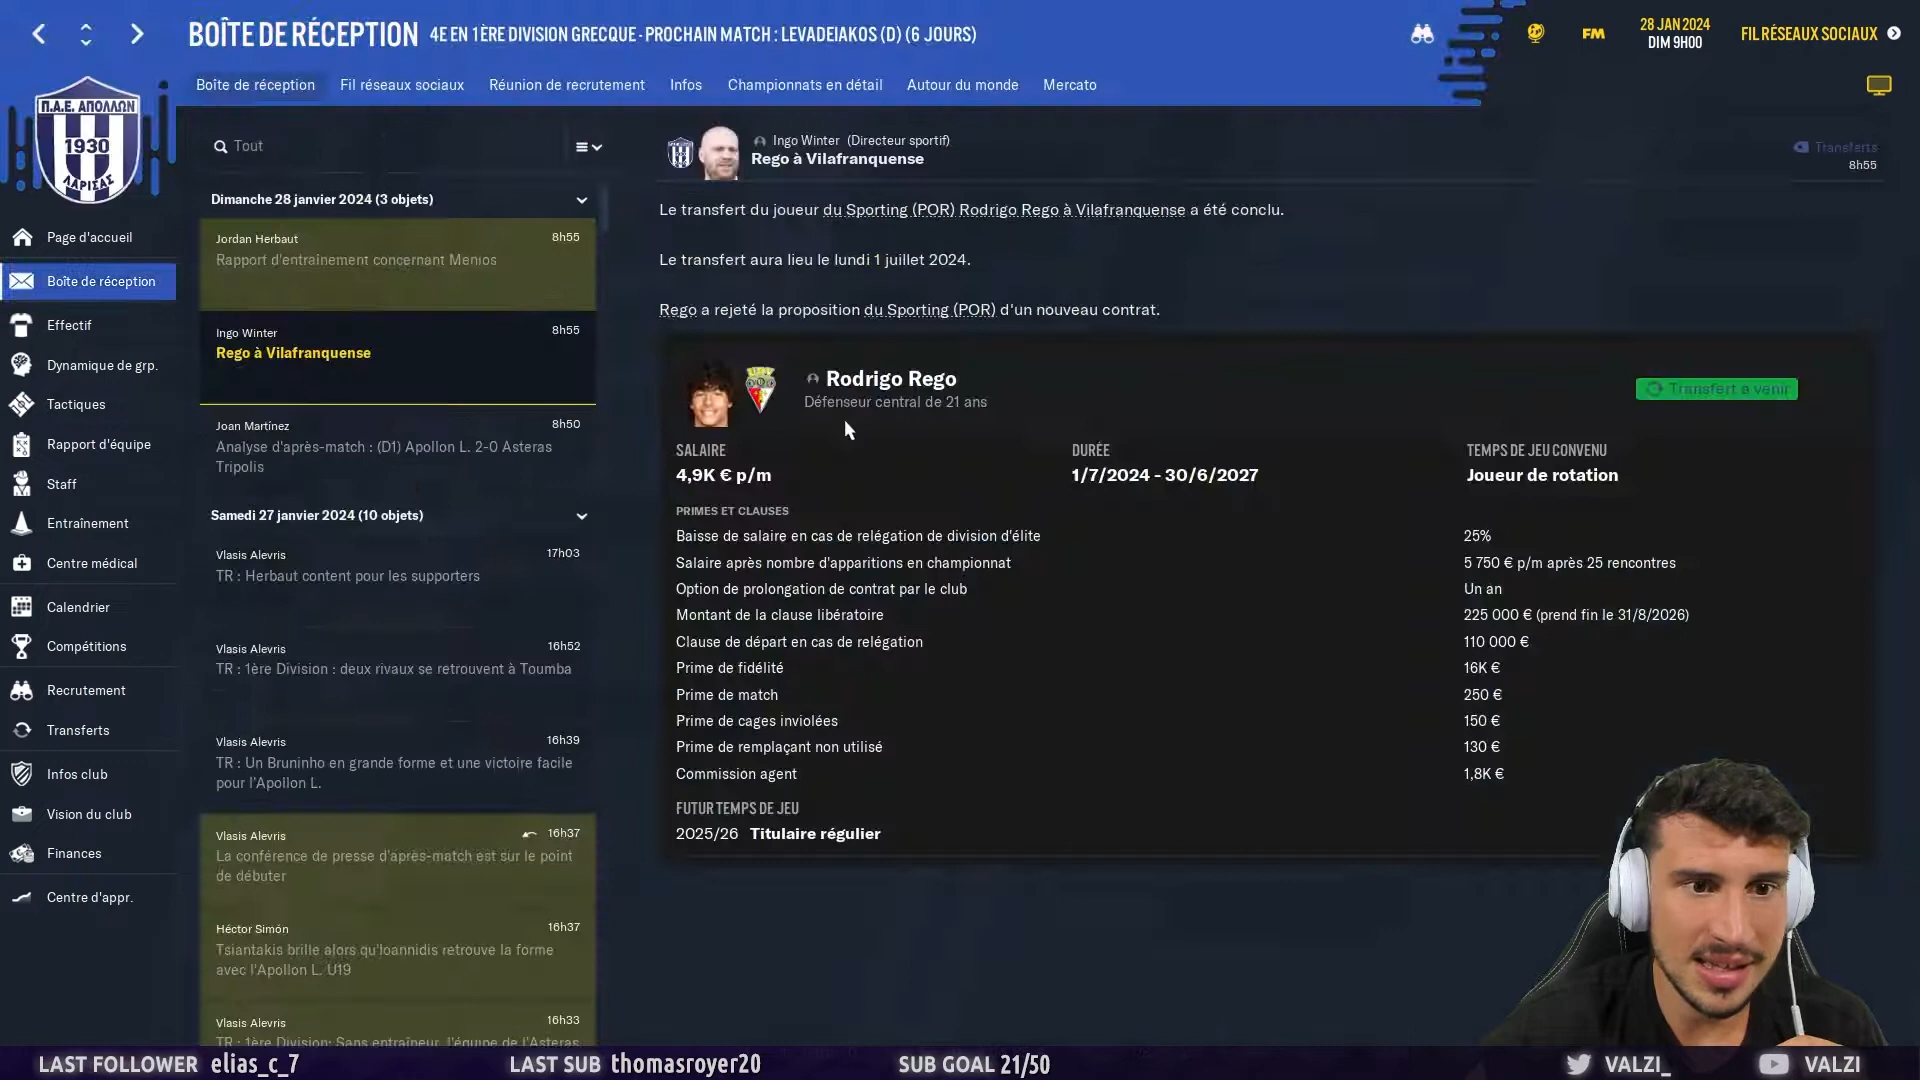 BOÎTE DE RÉCEPTION 4E EN 1ÈRE DIVISION GRECQUE - PROCHAIN MATCH : LEVADEIAKOS (D) (6 JOURS)
FM
28 JAN 2024
DIM 9H00
FIL RÉSEAUX SOCIAUX
Boîte de réception Fil réseaux sociaux Réunion de recrutement Infos Championnats en détail Autour du monde Mercato
Π.Α.Ε. ΑΠΟΛΛΩΝ
1930
ΛΑΡΙΣΑΣ
Page d'accueil
Boîte de réception
Effectif
Dynamique de grp.
Tactiques
Rapport d'équipe
Staff
Entraînement
Centre médical
Calendrier
Compétitions
Recrutement
Transferts
Infos club
Vision du club
Finances
Centre d'appr.
Tout
Dimanche 28 janvier 2024 (3 objets)
Jordan Herbaut 8h55
Rapport d'entraînement concernant Menios
Ingo Winter 8h55
Rego à Vilafranquense
Joan Martínez 8h50
Analyse d'après-match : (D1) Apollon L. 2-0 Asteras
Tripolis
Samedi 27 janvier 2024 (10 objets)
Vlasis Alevris 17h03
TR : Herbaut content pour les supporters
Vlasis Alevris 16h52
TR : 1ère Division : deux rivaux se retrouvent à Toumba
Vlasis Alevris 16h39
TR : Un Bruninho en grande forme et une victoire facile
pour l'Apollon L.
Vlasis Alevris 16h37
La conférence de presse d'après-match est sur le point
de débuter
Héctor Simón 16h37
Tsiantakis brille alors qu'Ioannidis retrouve la forme
avec l'Apollon L. U19
Vlasis Alevris 16h33
TR : 1ère Division: Sans entraîneur, l'équipe de l'Asteras
Ingo Winter (Directeur sportif)
Rego à Vilafranquense
Transferts
8h55
Le transfert du joueur du Sporting (POR) Rodrigo Rego à Vilafranquense a été conclu.
Le transfert aura lieu le lundi 1 juillet 2024.
Rego a rejeté la proposition du Sporting (POR) d'un nouveau contrat.
Rodrigo Rego
Défenseur central de 21 ans
Transfert à venir
SALAIRE DURÉE TEMPS DE JEU CONVENU
4,9K € p/m 1/7/2024 - 30/6/2027 Joueur de rotation
PRIMES ET CLAUSES
Baisse de salaire en cas de relégation de division d'élite 25%
Salaire après nombre d'apparitions en championnat 5 750 € p/m après 25 rencontres
Option de prolongation de contrat par le club Un an
Montant de la clause libératoire 225 000 € (prend fin le 31/8/2026)
Clause de départ en cas de relégation 110 000 €
Prime de fidélité 16K €
Prime de match 250 €
Prime de cages inviolées 150 €
Prime de remplaçant non utilisé 130 €
Commission agent 1,8K €
FUTUR TEMPS DE JEU
2025/26 Titulaire régulier
LAST FOLLOWER elias_c_7 LAST SUB thomasroyer20 SUB GOAL 21/50 VALZI_ VALZI